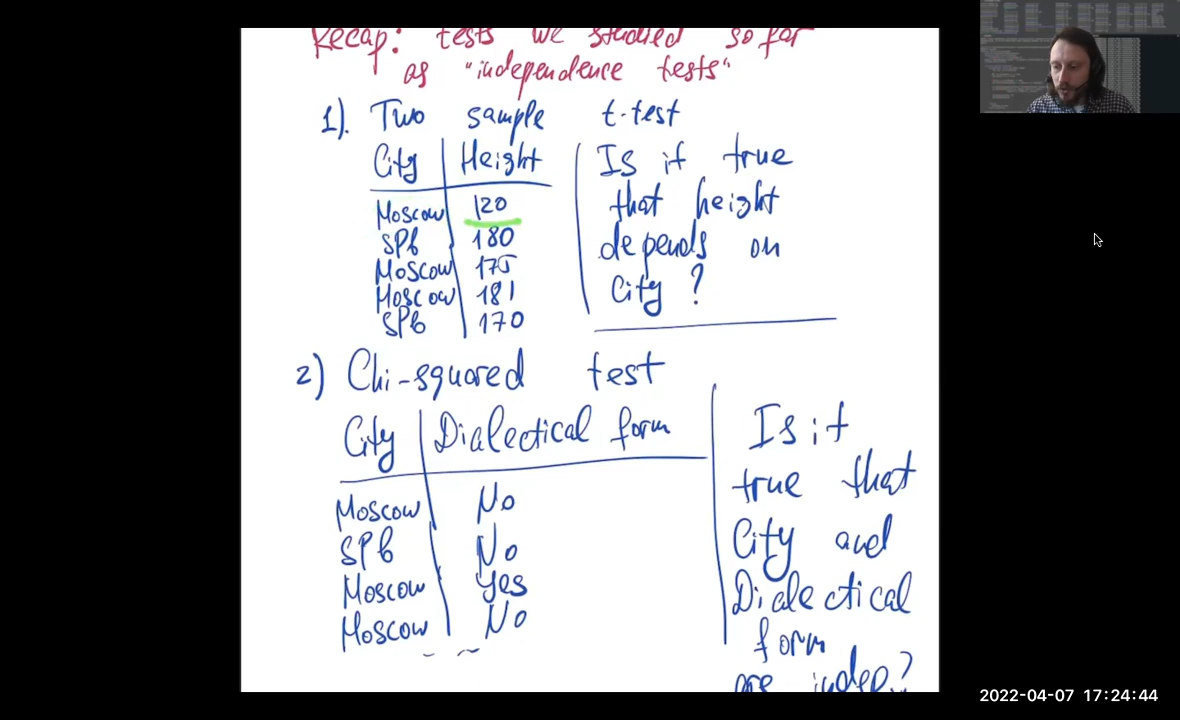 Recap: tests we studied so far
as "independence tests"
1). Two sample t-test
City Height
Moscow 120
SPb 180
Moscow 175
Moscow 181
SPb 170
Is it true
that height
depends on
City ?
2) Chi-squared test
City Dialectical form
Moscow No
SPb No
Moscow Yes
Moscow No
Is it
true that
City and
Dialectical
form
are indep?
2022-04-07 17:24:44